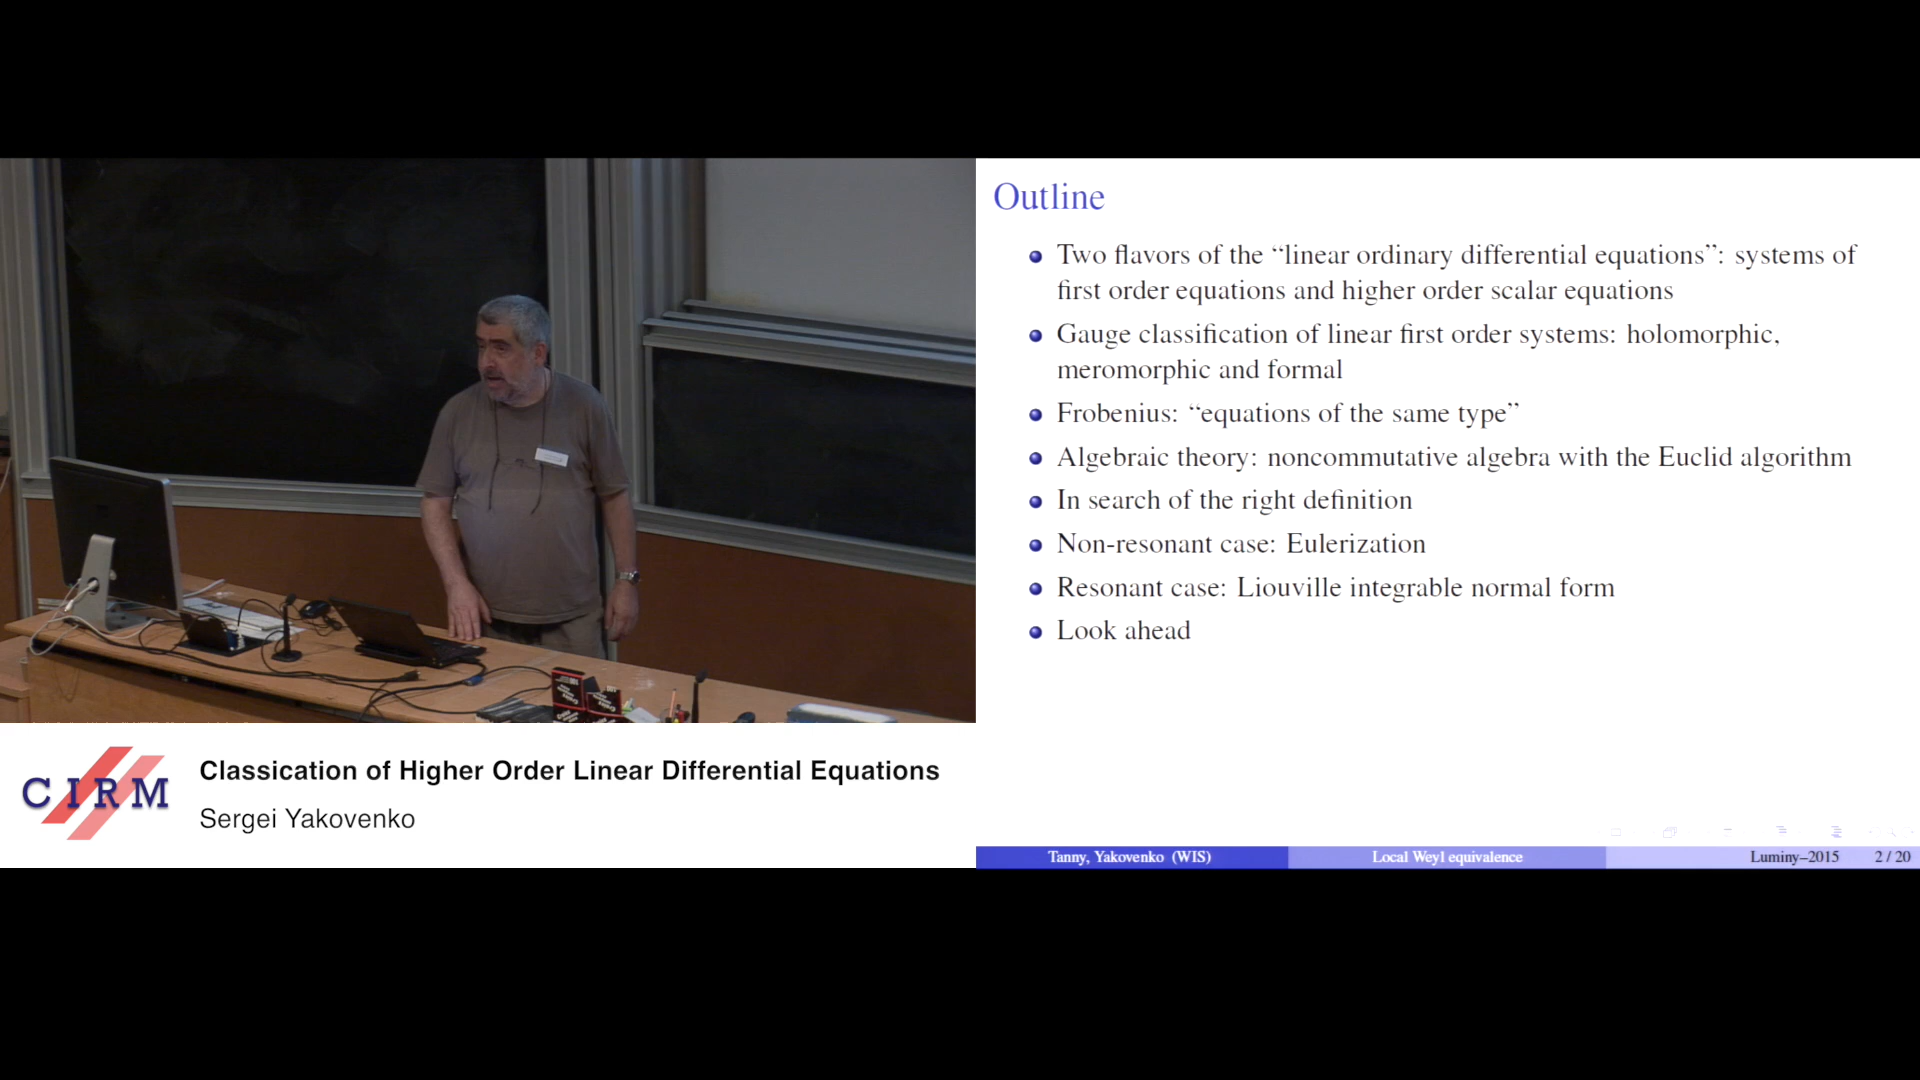 Outline
Two flavors of the “linear ordinary differential equations”: systems of
first order equations and higher order scalar equations
Gauge classification of linear first order systems: holomorphic,
meromorphic and formal
Frobenius: “equations of the same type”
Algebraic theory: noncommutative algebra with the Euclid algorithm
In search of the right definition
Non-resonant case: Eulerization
Resonant case: Liouville integrable normal form
Look ahead
CIRM
Classication of Higher Order Linear Differential Equations
Sergei Yakovenko
Tanny, Yakovenko (WIS)
Local Weyl equivalence
Luminy–2015
2 / 20